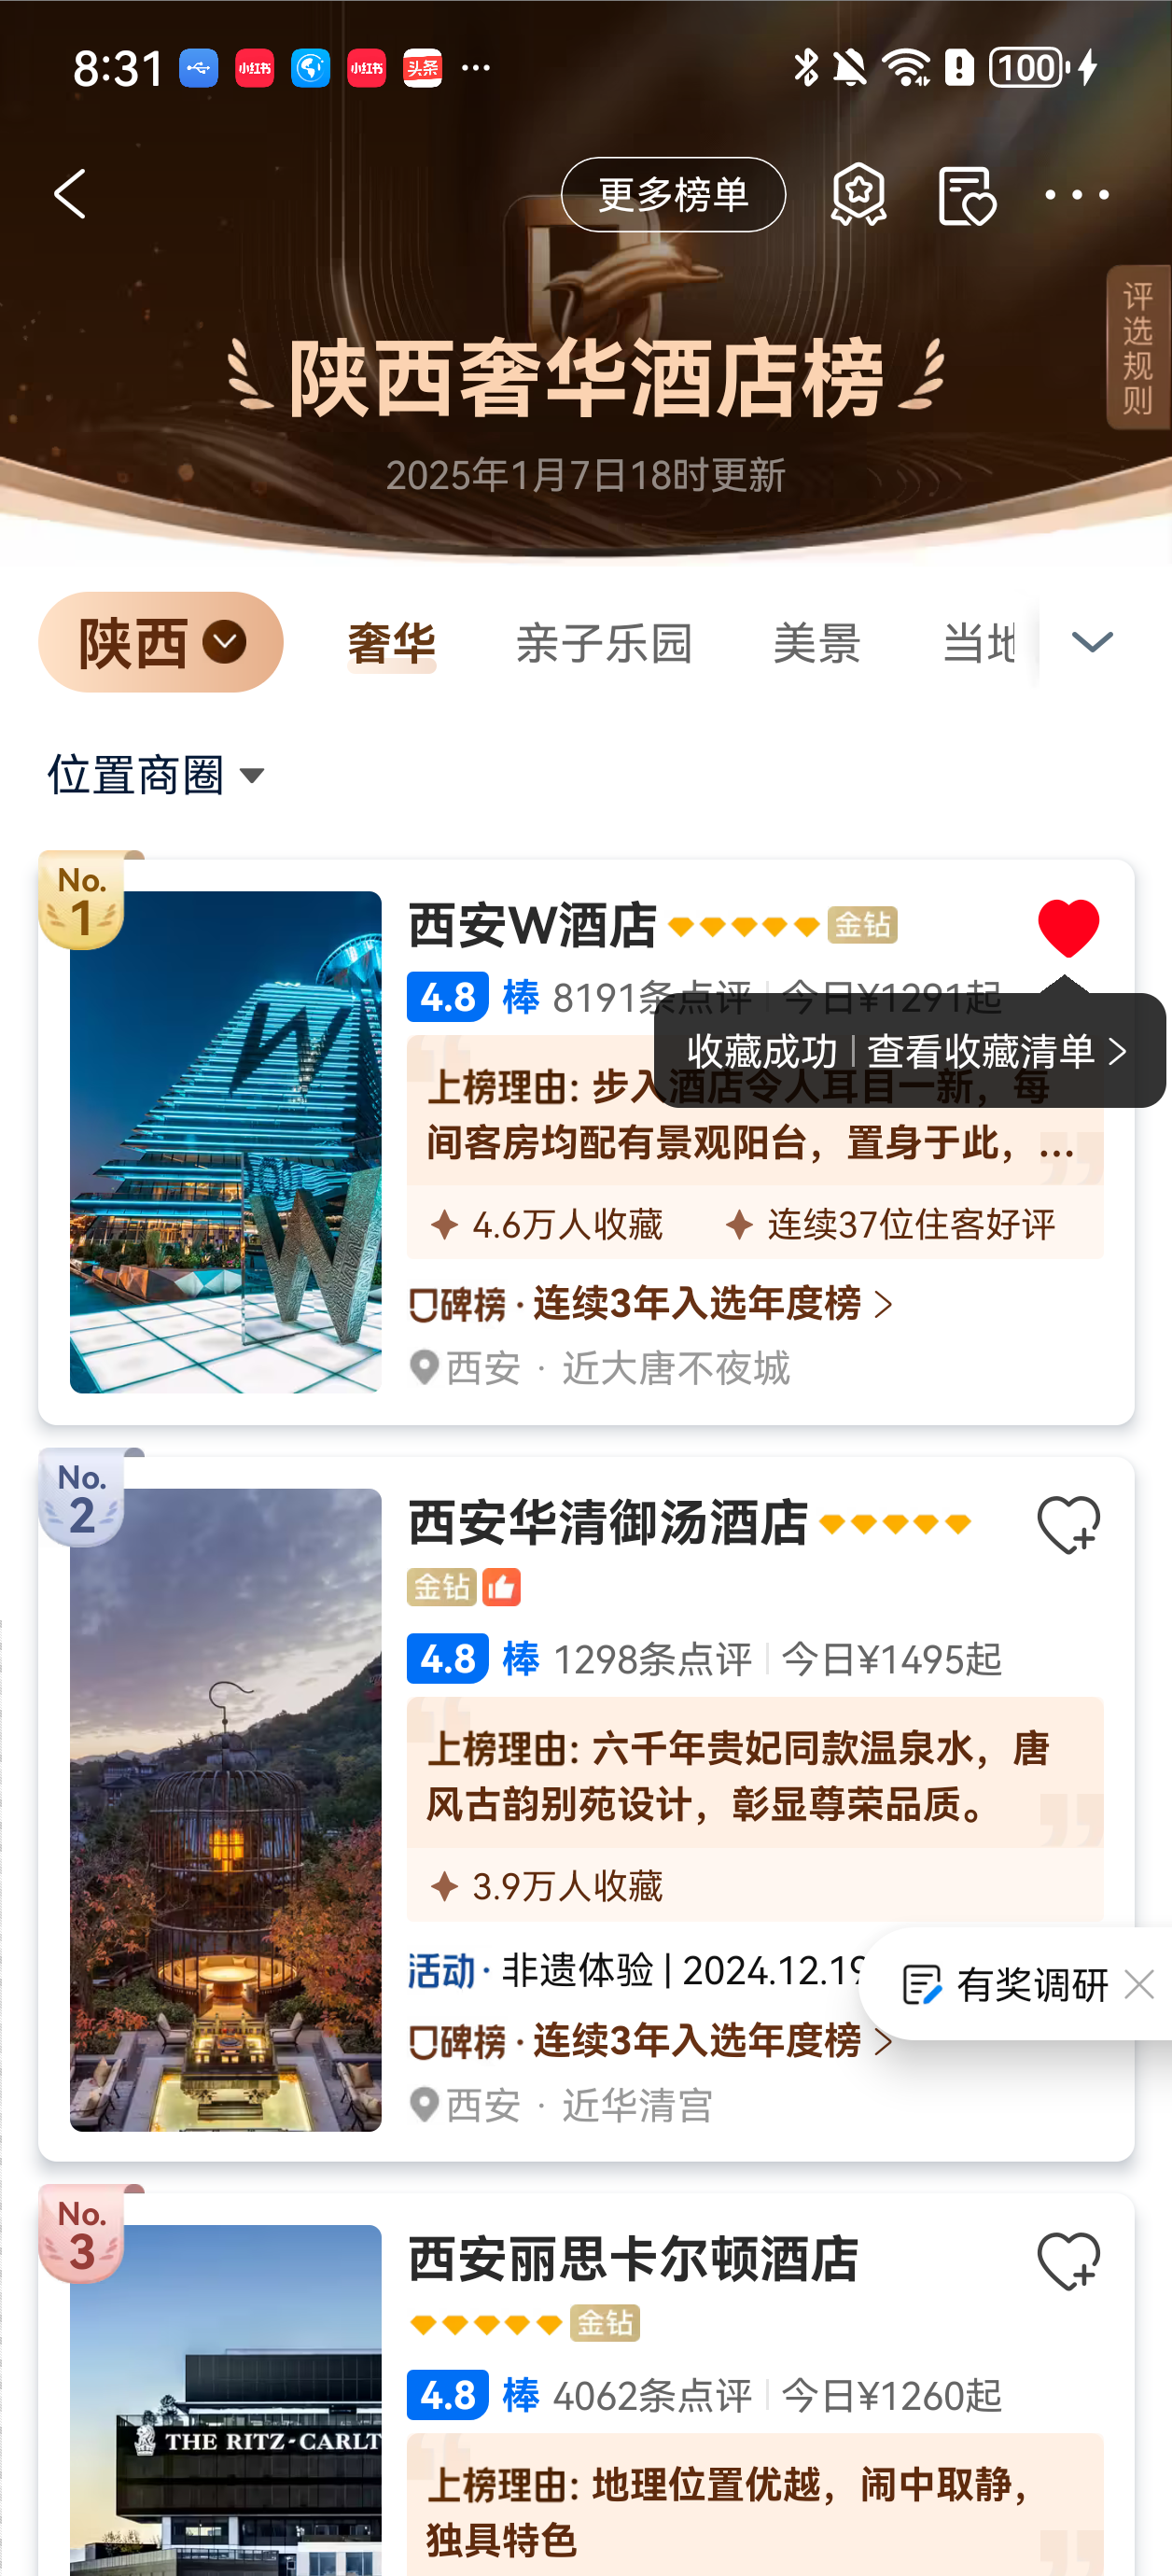 8:31 小红书 小红书 头条 ... 100
更多榜单
评选规则
陕西奢华酒店榜
2025年1月7日18时更新
陕西 奢华 亲子乐园 美景 当地
位置商圈
No.
1
西安W酒店 金钻
4.8 棒 8191条点评 今日¥1291起
收藏成功 查看收藏清单
上榜理由: 步入酒店令人耳目一新，每
间客房均配有景观阳台，置身于此，...
4.6万人收藏 连续37位住客好评
口碑榜·连续3年入选年度榜
西安 · 近大唐不夜城
No.
2
西安华清御汤酒店
金钻
4.8 棒 1298条点评 今日¥1495起
上榜理由: 六千年贵妃同款温泉水，唐
风古韵别苑设计，彰显尊荣品质。
3.9万人收藏
活动· 非遗体验 | 2024.12.19
有奖调研
口碑榜·连续3年入选年度榜
西安 · 近华清宫
No.
3
西安丽思卡尔顿酒店
金钻
4.8 棒 4062条点评 今日¥1260起
THE RITZ-CARLT
上榜理由: 地理位置优越，闹中取静，
独具特色